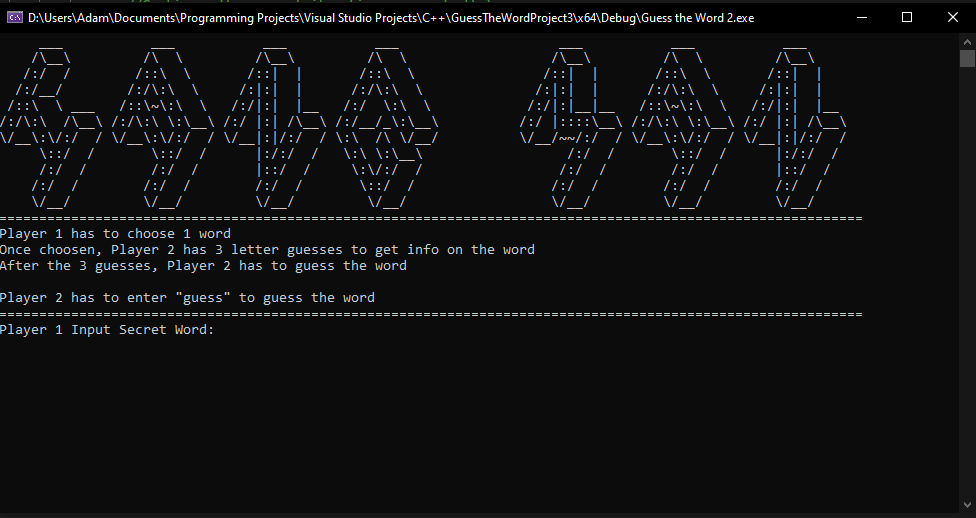 D:\Users\Adam\Documents\Programming Projects\Visual Studio Projects\C++\GuessTheWordProject3\x64\Debug\Guess the Word 2.exe
HANG MAN
Player 1 has to choose 1 word
Once choosen, Player 2 has 3 letter guesses to get info on the word
After the 3 guesses, Player 2 has to guess the word
Player 2 has to enter "guess" to guess the word
Player 1 Input Secret Word: